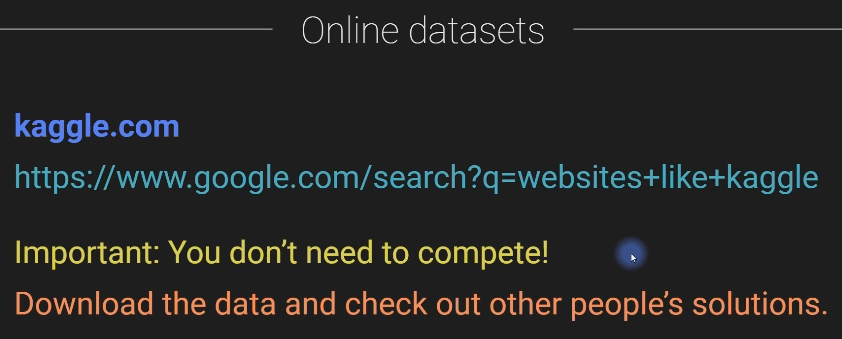 Online datasets
kaggle.com
https://www.google.com/search?q=websites+like+kaggle
Important: You don’t need to compete!
Download the data and check out other people’s solutions.